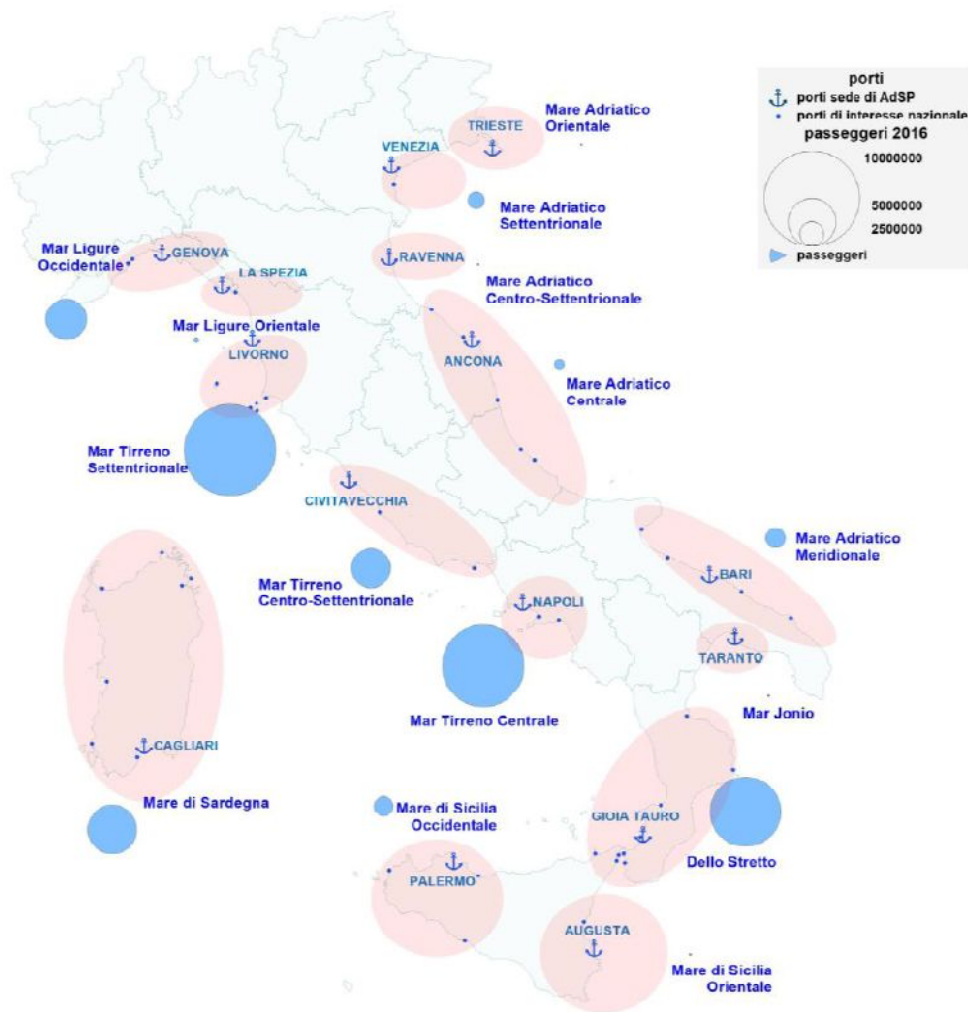 porti
porti sede di AdSP
porti di interesse nazionale
passeggeri 2016
10000000
5000000
2500000
passeggeri
Mare Adriatico
Orientale
TRIESTE
VENEZIA
Mare Adriatico
Settentrionale
Mar Ligure
Occidentale
GENOVA
LA SPEZIA
RAVENNA
Mare Adriatico
Centro-Settentrionale
Mar Ligure Orientale
LIVORNO
ANCONA
Mare Adriatico
Centrale
Mar Tirreno
Settentrionale
CIVITAVECCHIA
Mar Tirreno
Centro-Settentrionale
Mare Adriatico
Meridionale
BARI
NAPOLI
TARANTO
Mar Tirreno Centrale
Mar Jonio
CAGLIARI
Mare di Sardegna
Mare di Sicilia
Occidentale
GIOIA TAURO
Dello Stretto
PALERMO
AUGUSTA
Mare di Sicilia
Orientale